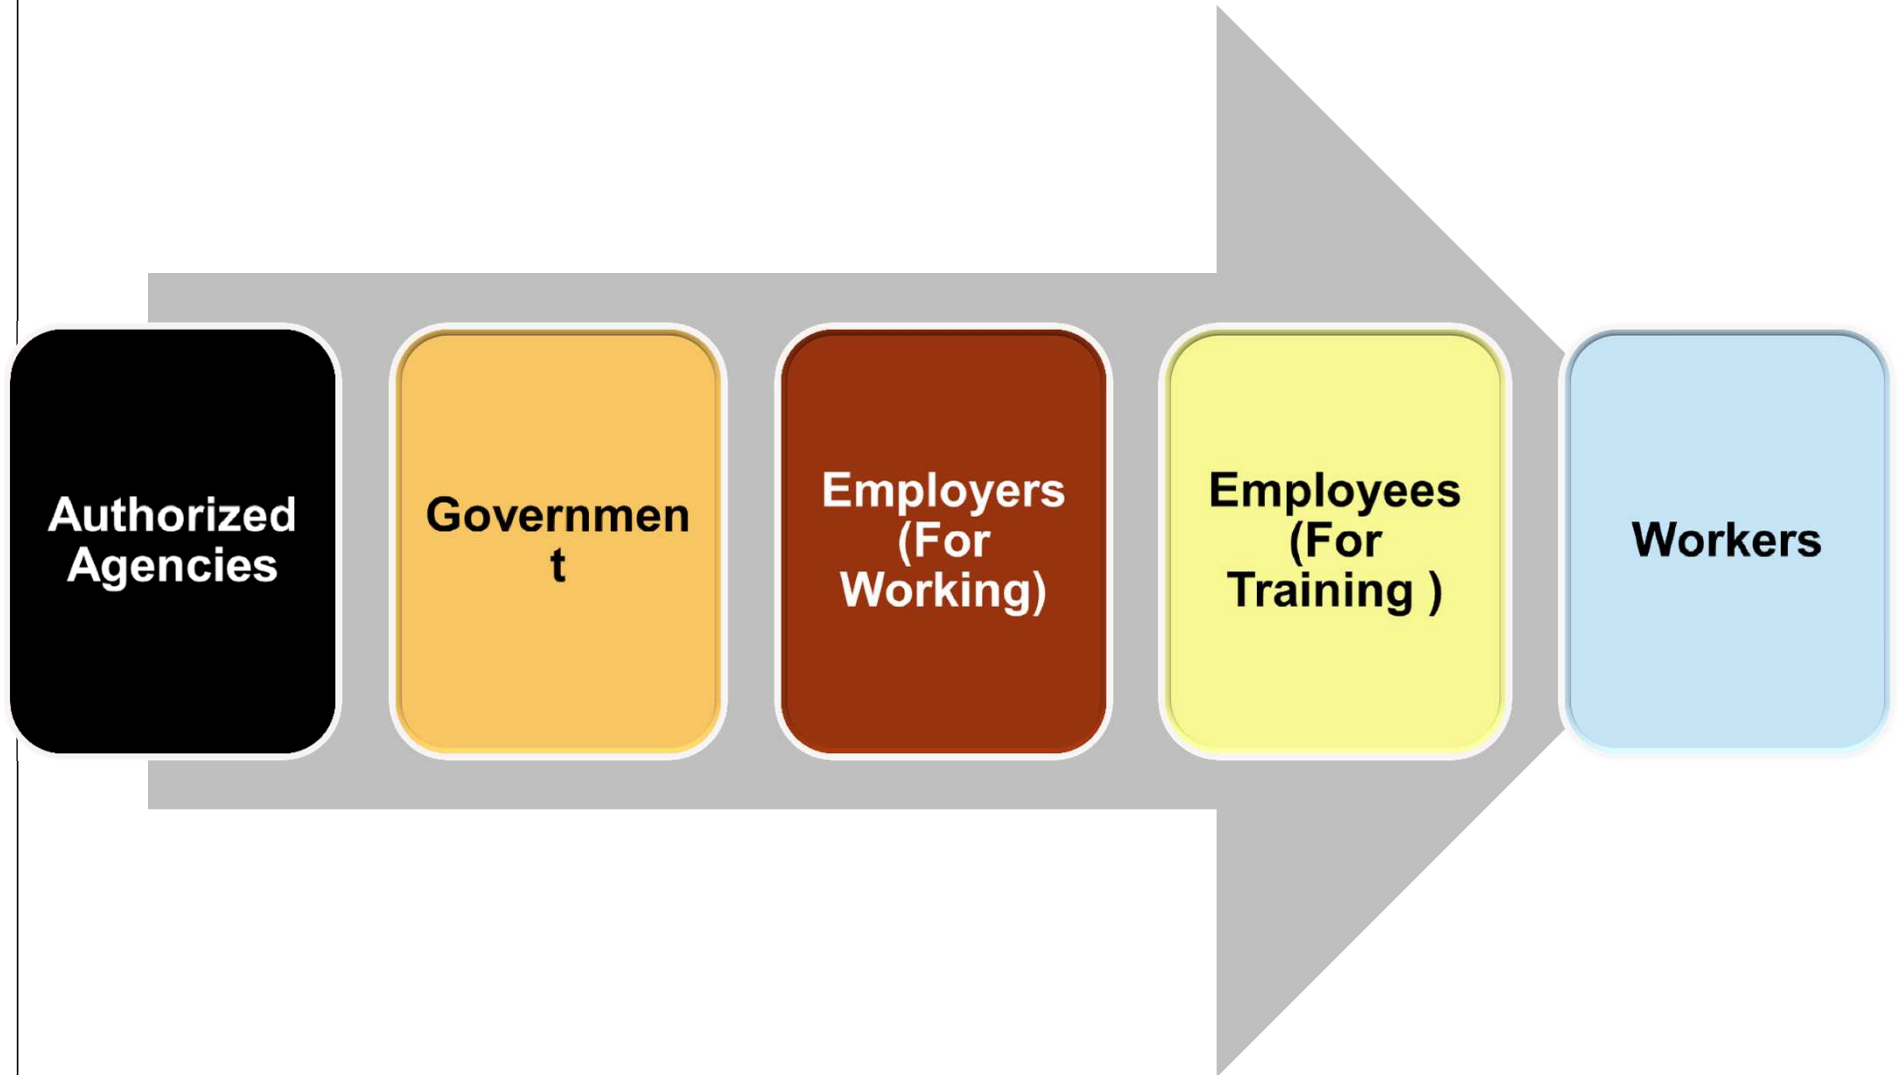 Authorized
Agencies
Governmen
t
Employers
(For
Working)
Employees
(For
Training )
Workers